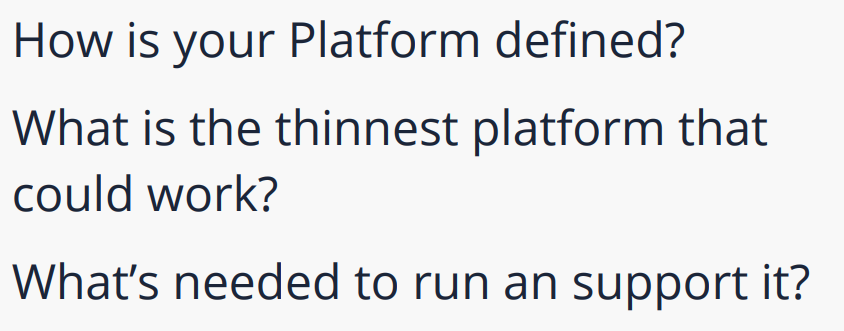 How is your Platform defined?
What is the thinnest platform that
could work?
What’s needed to run an support it?